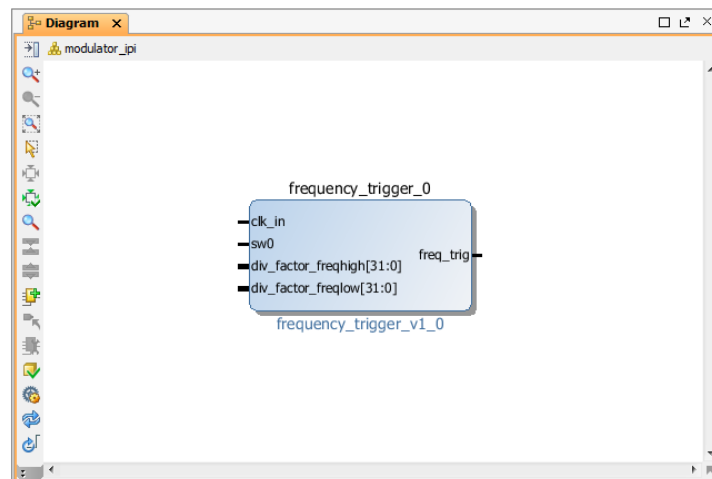 Diagram
modulator_ipi
frequency_trigger_0
clk_in
sw0
freq_trig
div_factor_freqhigh[31:0]
div_factor_freqlow[31:0]
frequency_trigger_v1_0